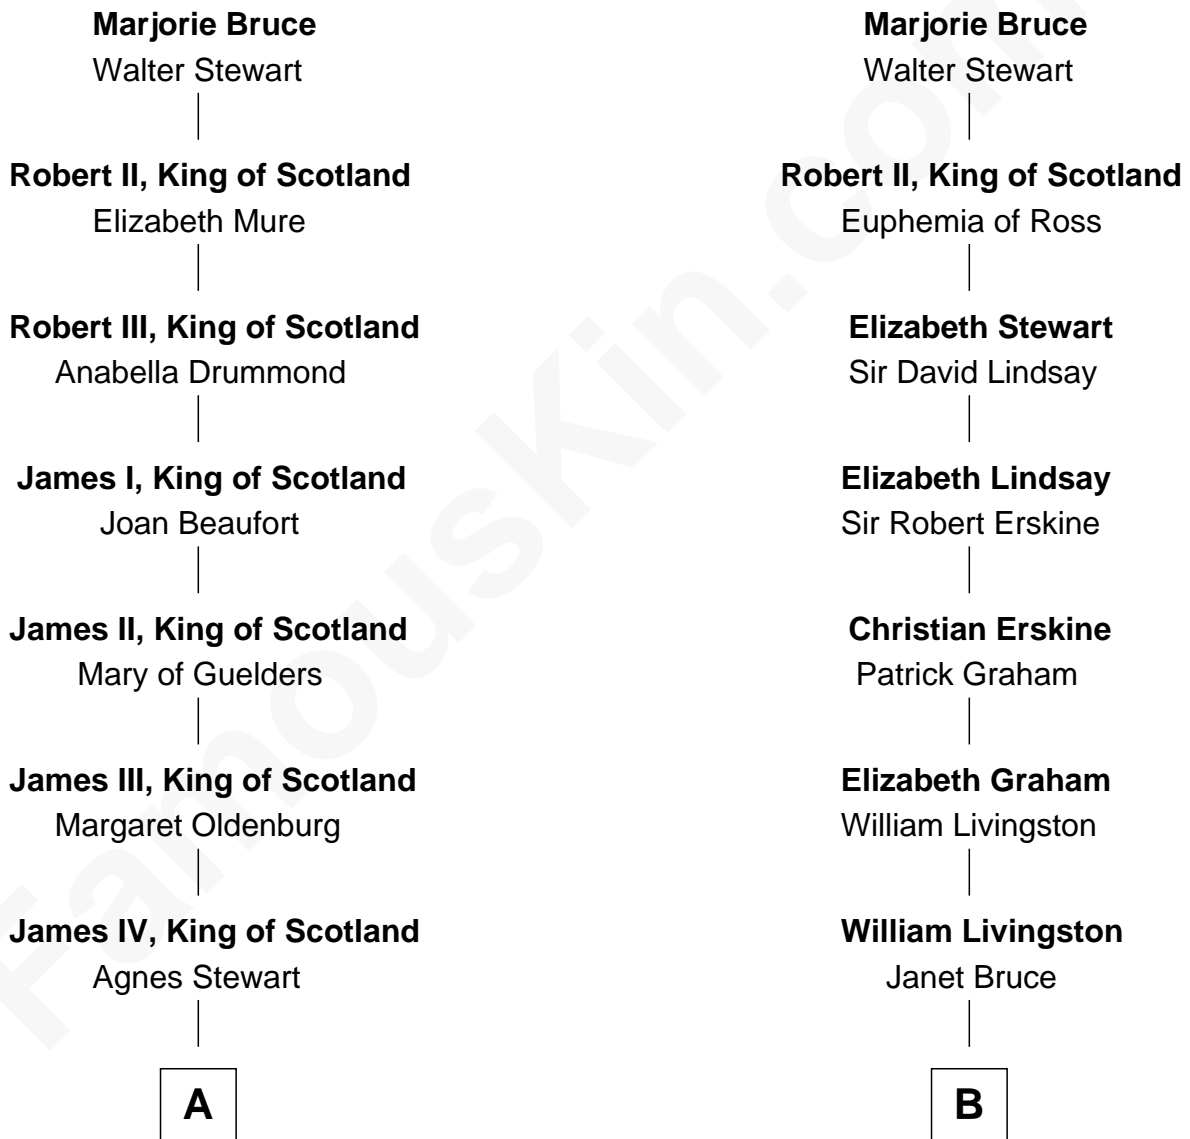 Marjorie Bruce
Walter Stewart
Robert II, King of Scotland
Elizabeth Mure
Robert III, King of Scotland
Anabella Drummond
James I, King of Scotland
Joan Beaufort
James II, King of Scotland
Mary of Guelders
James III, King of Scotland
Margaret Oldenburg
James IV, King of Scotland
Agnes Stewart
A
Marjorie Bruce
Walter Stewart
Robert II, King of Scotland
Euphemia of Ross
Elizabeth Stewart
Sir David Lindsay
Elizabeth Lindsay
Sir Robert Erskine
Christian Erskine
Patrick Graham
Elizabeth Graham
William Livingston
William Livingston
Janet Bruce
B
FamousKin.com